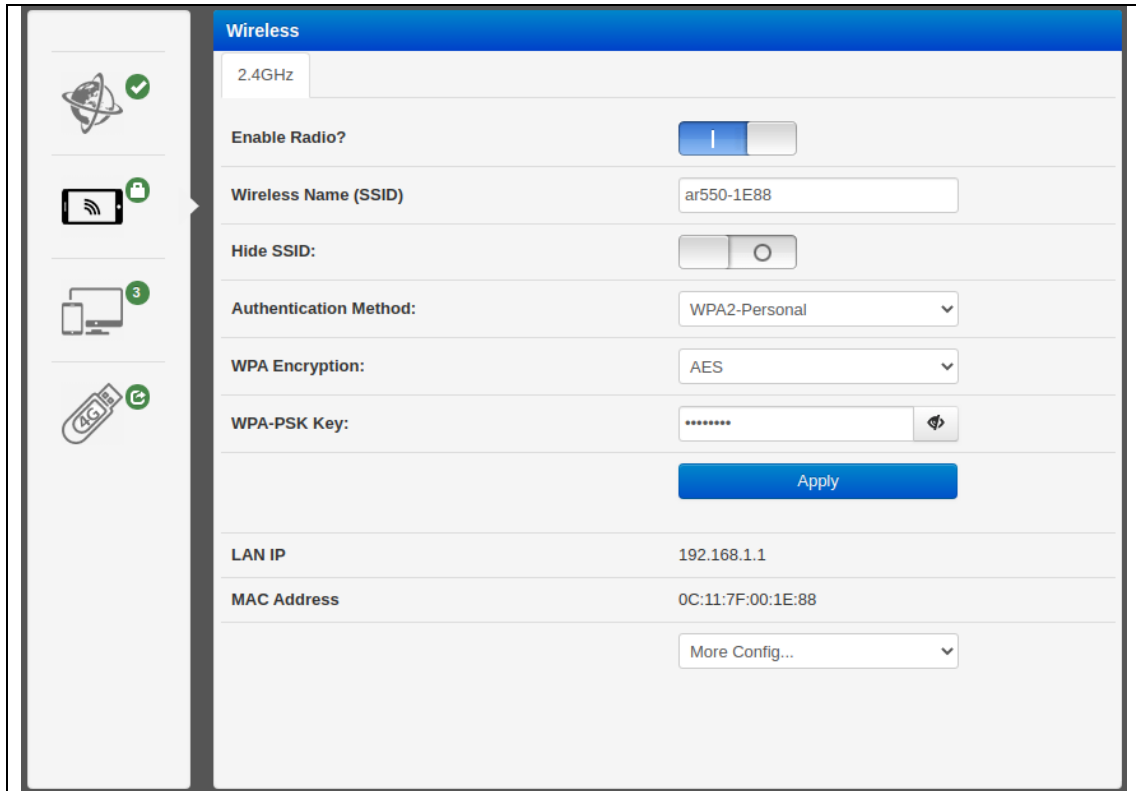 Wireless
2.4GHz
Enable Radio?
Wireless Name (SSID) ar550-1E88
Hide SSID:
Authentication Method: WPA2-Personal
WPA Encryption: AES
WPA-PSK Key: ••••••••
Apply
LAN IP 192.168.1.1
MAC Address 0C:11:7F:00:1E:88
More Config...
3
4G